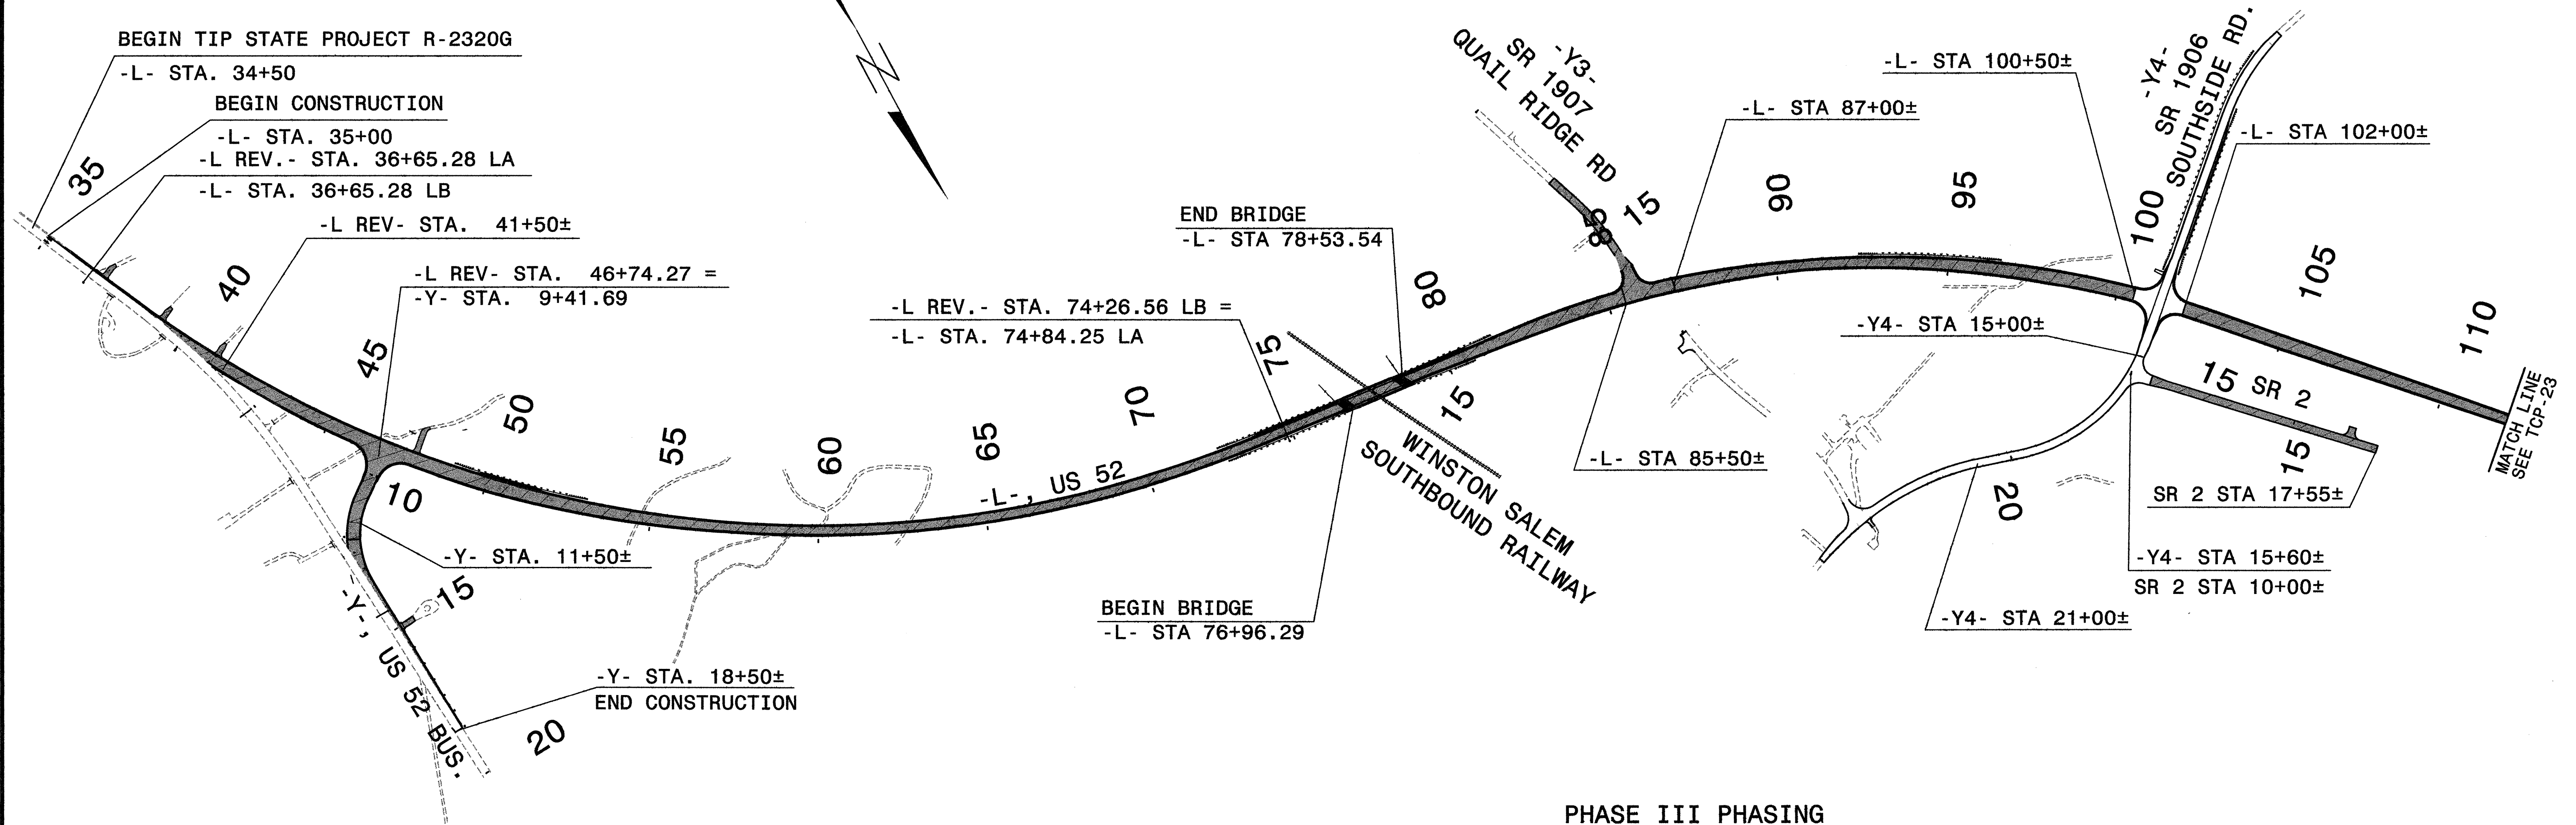 BEGIN TIP STATE PROJECT R-2320G
-L- STA. 34+50
BEGIN CONSTRUCTION
-L- STA. 35+00
-L REV.- STA. 36+65.28 LA
-L- STA. 36+65.28 LB
-L REV- STA. 41+50±
-L REV- STA. 46+74.27 =
-Y- STA. 9+41.69
35
40
45
50
55
60
65
70
75
80
85
90
95
100
105
110
10
-Y- STA. 11+50±
15
-Y-, US 52 BUS.
-Y- STA. 18+50±
END CONSTRUCTION
20
-L-, US 52
-L REV.- STA. 74+26.56 LB =
-L- STA. 74+84.25 LA
END BRIDGE
-L- STA 78+53.54
BEGIN BRIDGE
-L- STA 76+96.29
15
WINSTON SALEM
SOUTHBOUND RAILWAY
-Y3-
SR 1907
QUAIL RIDGE RD
15
-L- STA 87+00±
-L- STA 85+50±
-L- STA 100+50±
-Y4-
SR 1906
SOUTHSIDE RD.
-L- STA 102+00±
-Y4- STA 15+00±
15 SR 2
15
SR 2 STA 17+55±
-Y4- STA 15+60±
SR 2 STA 10+00±
20
-Y4- STA 21+00±
MATCH LINE
SEE TCP-23
PHASE III PHASING